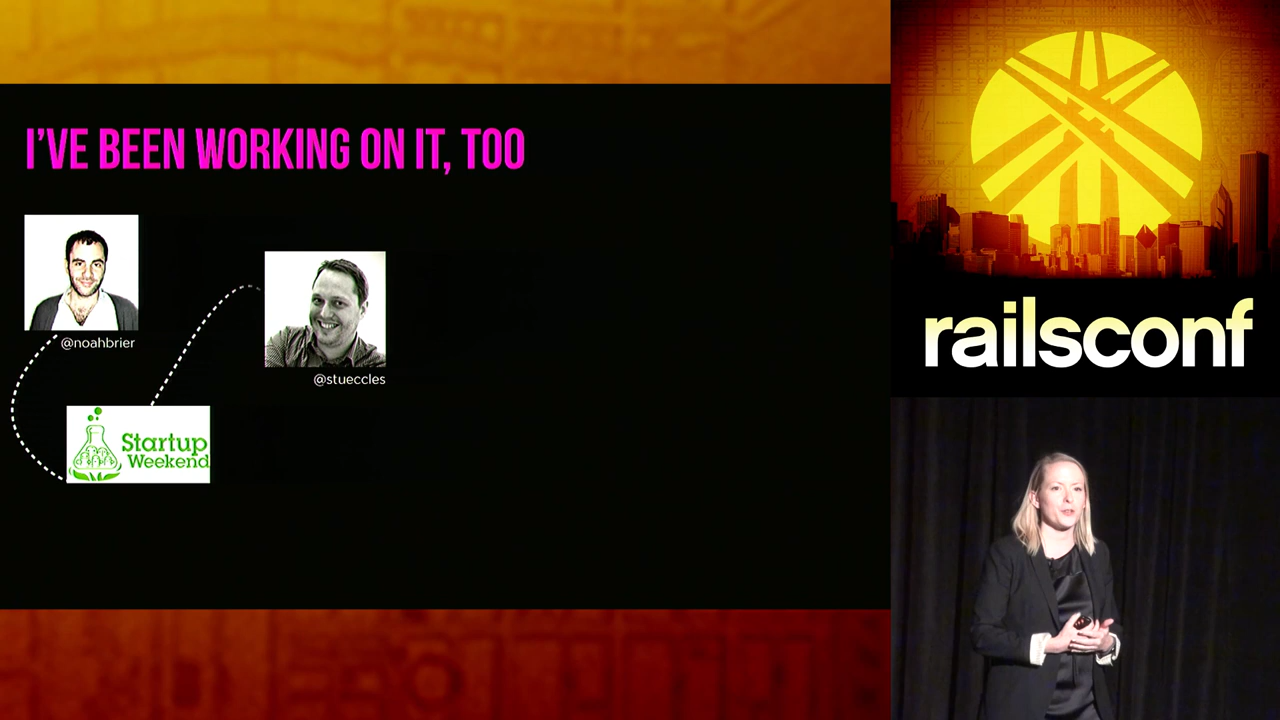 I'VE BEEN WORKING ON IT, TOO
@noahbrier
@stueccles
Startup
Weekend
railsconf